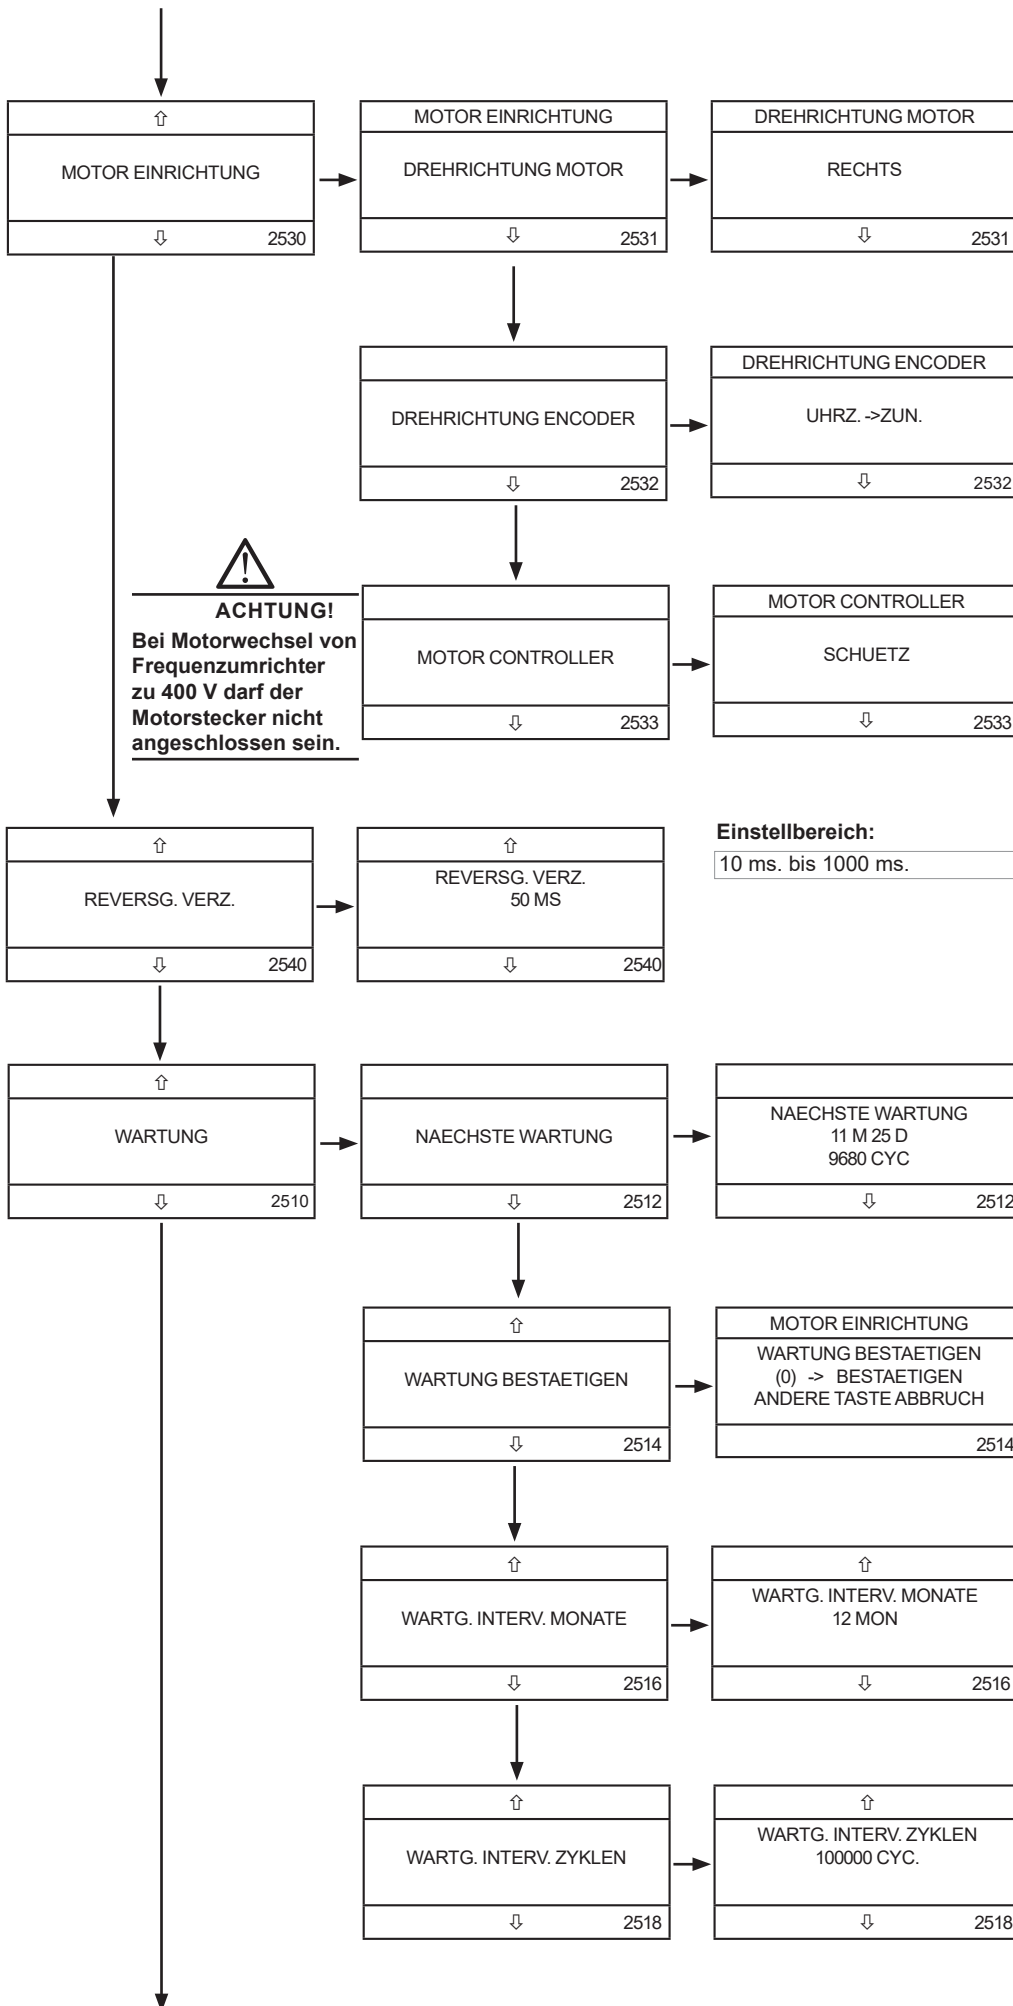 ⇧
MOTOR EINRICHTUNG
⇩ 2530
MOTOR EINRICHTUNG
DREHRICHTUNG MOTOR
⇩ 2531
DREHRICHTUNG MOTOR
RECHTS
⇩ 2531
DREHRICHTUNG ENCODER
⇩ 2532
DREHRICHTUNG ENCODER
UHRZ. ->ZUN.
⇩ 2532
ACHTUNG!
Bei Motorwechsel von
Frequenzumrichter
zu 400 V darf der
Motorstecker nicht
angeschlossen sein.
MOTOR CONTROLLER
⇩ 2533
MOTOR CONTROLLER
SCHUETZ
⇩ 2533
⇧
REVERSG. VERZ.
⇩ 2540
⇧
REVERSG. VERZ.
50 MS
⇩ 2540
Einstellbereich:
10 ms. bis 1000 ms.
⇧
WARTUNG
⇩ 2510
NAECHSTE WARTUNG
⇩ 2512
NAECHSTE WARTUNG
11 M 25 D
9680 CYC
⇩ 2512
⇧
WARTUNG BESTAETIGEN
⇩ 2514
MOTOR EINRICHTUNG
WARTUNG BESTAETIGEN
(0) -> BESTAETIGEN
ANDERE TASTE ABBRUCH
2514
⇧
WARTG. INTERV. MONATE
⇩ 2516
⇧
WARTG. INTERV. MONATE
12 MON
⇩ 2516
⇧
WARTG. INTERV. ZYKLEN
⇩ 2518
⇧
WARTG. INTERV. ZYKLEN
100000 CYC.
⇩ 2518